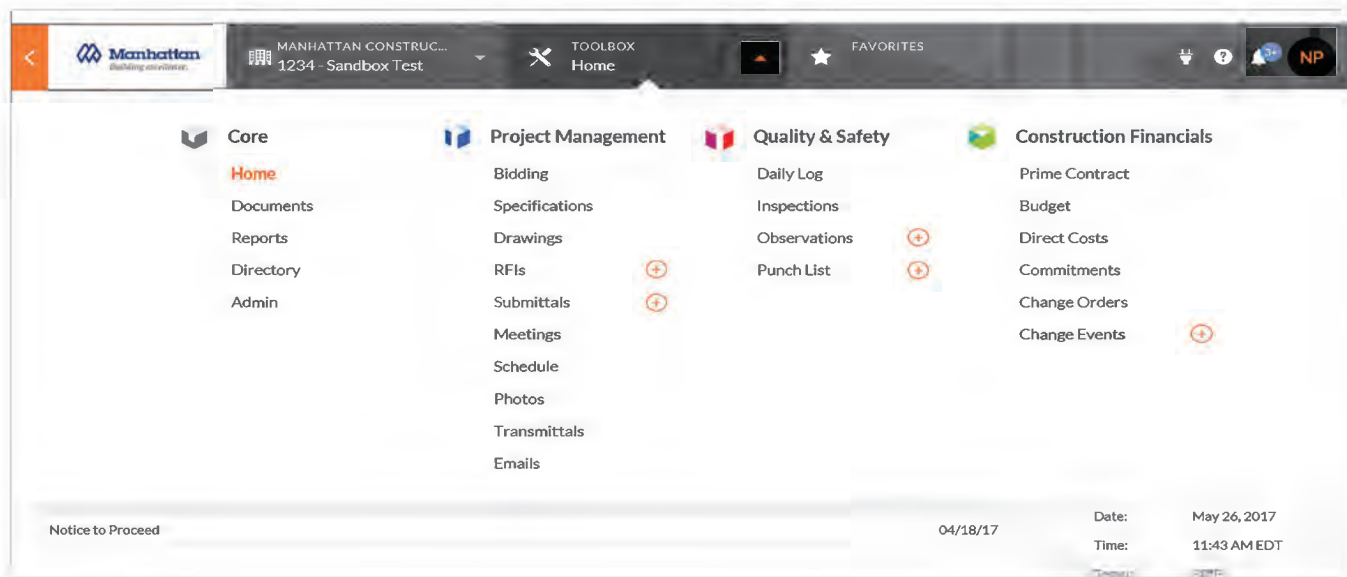 Manhattan
Building excellence.
MANHATTAN CONSTRUC...
1234 - Sandbox Test
TOOLBOX
Home
FAVORITES
?
3+
NP
Core
Home
Documents
Reports
Directory
Admin
Project Management
Bidding
Specifications
Drawings
RFIs
Submittals
Meetings
Schedule
Photos
Transmittals
Emails
Quality & Safety
Daily Log
Inspections
Observations
Punch List
Construction Financials
Prime Contract
Budget
Direct Costs
Commitments
Change Orders
Change Events
Notice to Proceed
04/18/17
Date: May 26, 2017
Time: 11:43 AM EDT